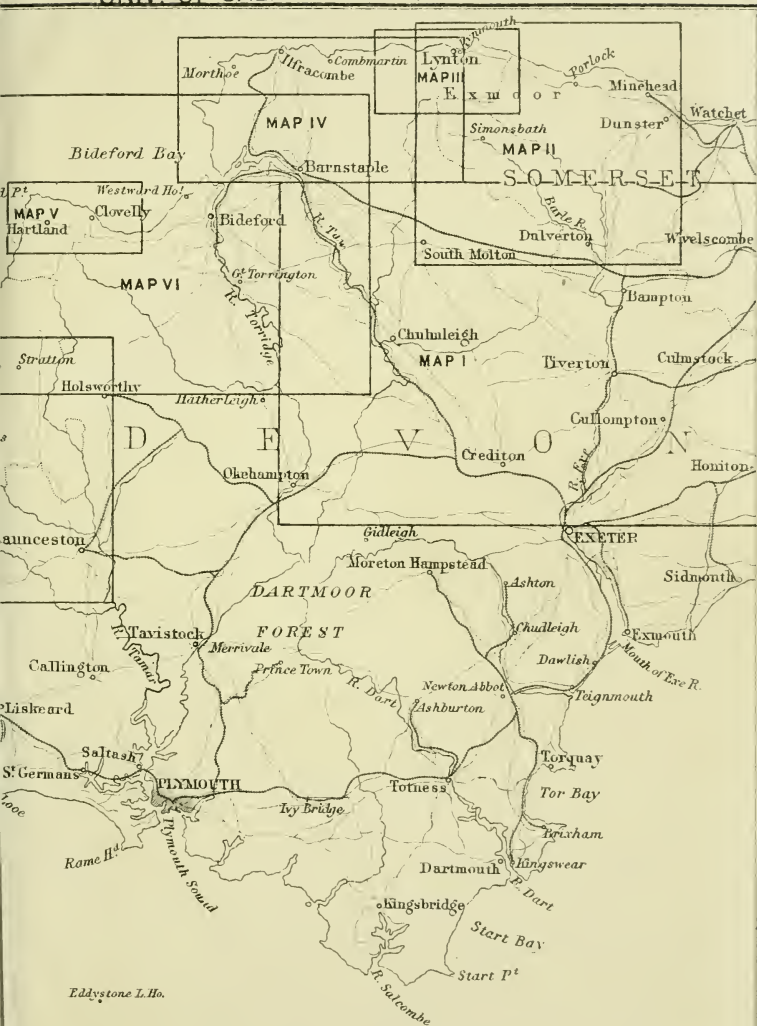 Lynmouth
Ilfracombe
Combmartin
Lynton
Morthoe
MAP III
Porlock
Exmoor
Minehead
MAP IV
Simonsbath
Dunster
Watchet
Bideford Bay
MAP II
Barnstaple
SOMERSET
Westward Ho!
MAP V
Clovelly
Hartland
Bideford
R. Taw
Barle R.
Dulverton
Wivelscombe
South Molton
MAP VI
Gt. Torrington
R. Torridge
Bampton
Chulmleigh
MAP I
Stratton
Tiverton
Culmstock
Holsworthy
Hatherleigh
Cullompton
DEVON
Crediton
R. Exe
Honiton
Okehampton
EXETER
Launceston
Gidleigh
Moreton Hampstead
Ashton
Sidmouth
DARTMOOR
FOREST
Chudleigh
Exmouth
Tavistock
Merrivale
R. Tamar
Mouth of Exe R.
Dawlish
Callington
Prince Town
R. Dart
Newton Abbot
Teignmouth
Ashburton
Liskeard
Saltash
Torquay
St. Germans
PLYMOUTH
Totness
Tor Bay
Ivy Bridge
Looe
Brixham
Rame Hd.
Plymouth Sound
Dartmouth
Kingswear
R. Dart
Kingsbridge
Start Bay
Start Pt
R. Salcombe
Eddystone L. Ho.